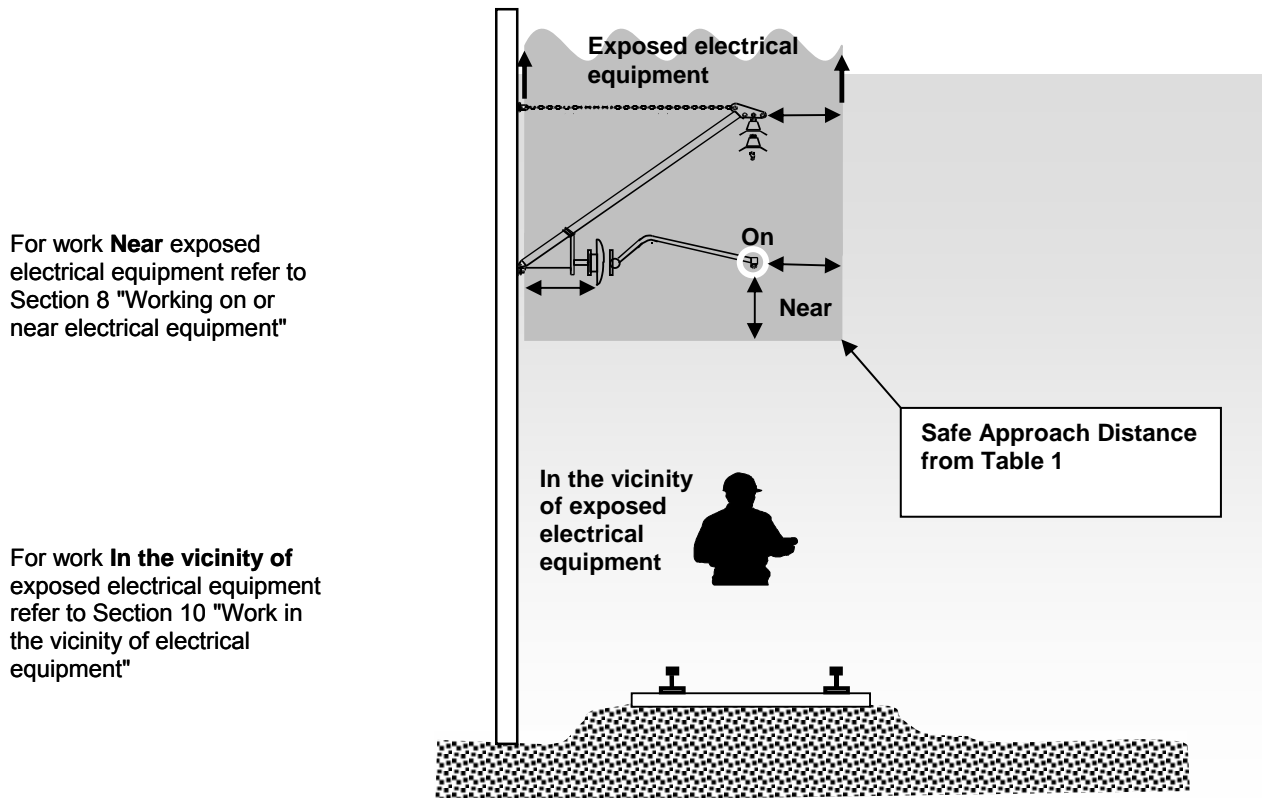 Exposed electrical
equipment
For work Near exposed
electrical equipment refer to
Section 8 "Working on or
near electrical equipment"
On
Near
Safe Approach Distance
from Table 1
In the vicinity
of exposed
electrical
equipment
For work In the vicinity of
exposed electrical equipment
refer to Section 10 "Work in
the vicinity of electrical
equipment"